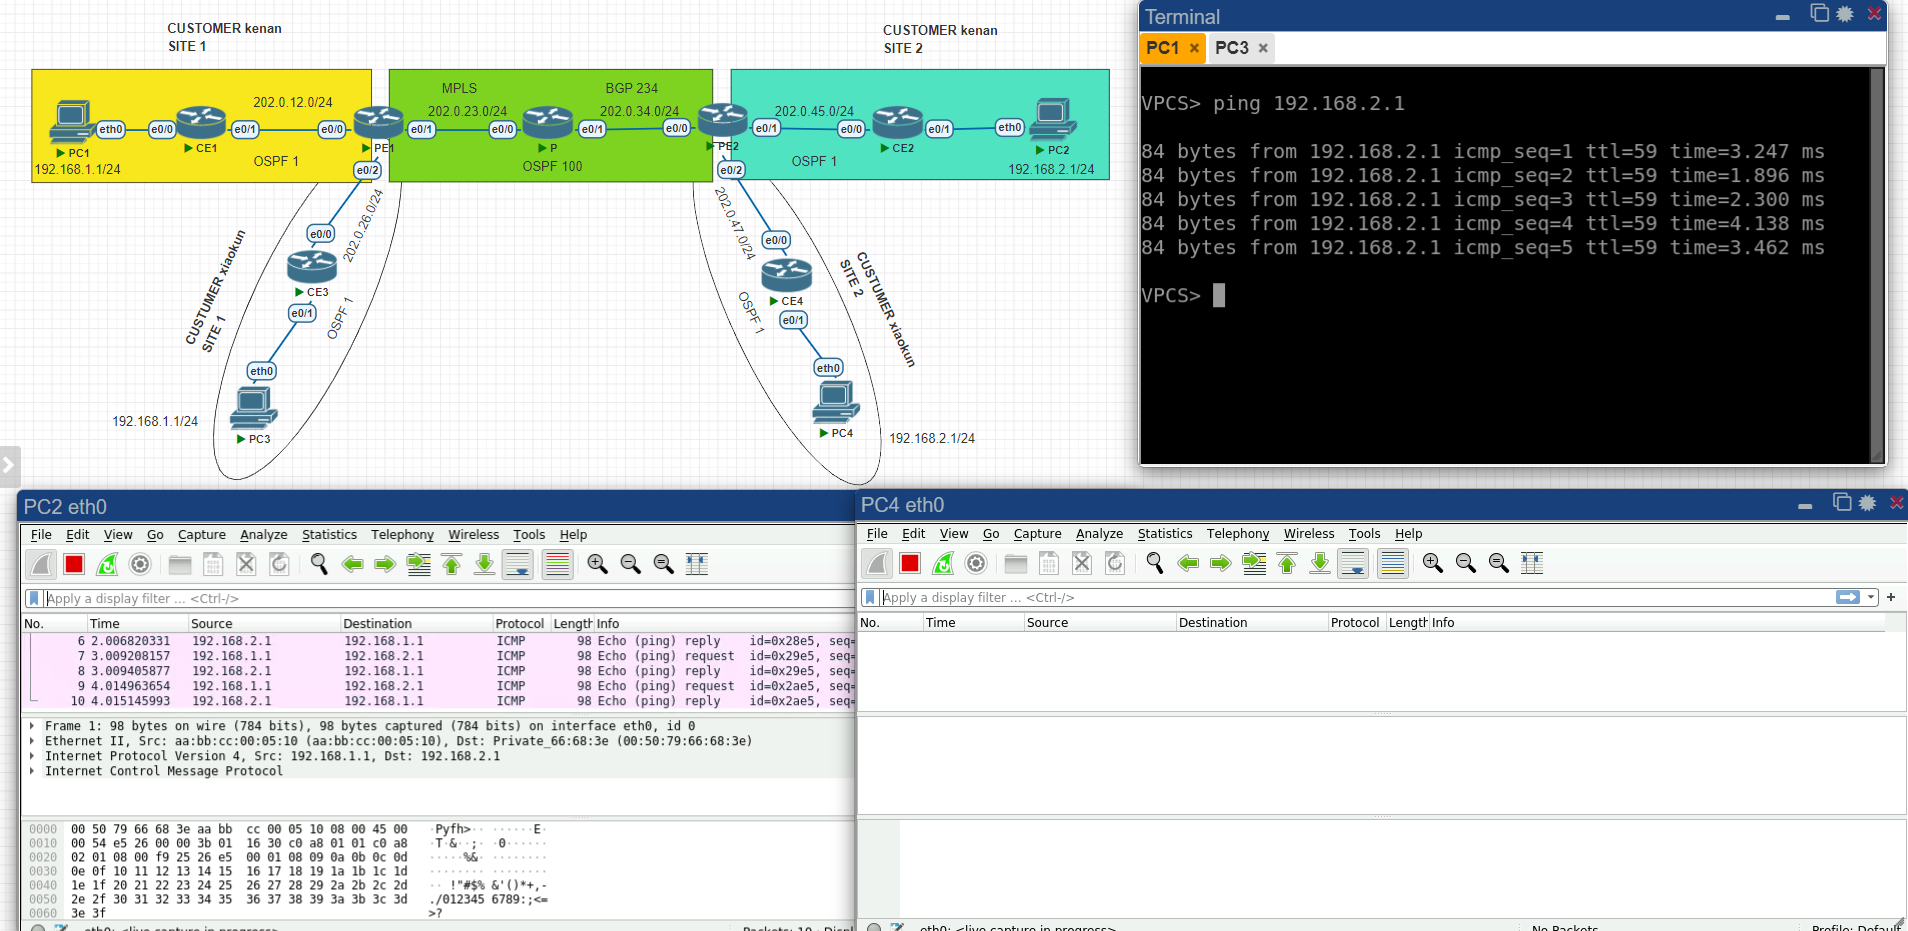 CUSTOMER kenan
SITE 1
CUSTOMER kenan
SITE 2
MPLS
BGP 234
202.0.12.0/24
202.0.23.0/24
202.0.34.0/24
202.0.45.0/24
eth0
e0/0
e0/1
e0/0
e0/1
e0/0
e0/1
e0/0
e0/1
e0/0
e0/1
eth0
PC1
CE1
PE1
P
PE2
CE2
PC2
192.168.1.1/24
OSPF 1
OSPF 100
OSPF 1
192.168.2.1/24
e0/2
e0/2
202.0.26.0/24
202.0.47.0/24
e0/0
e0/0
CE3
CE4
CUSTUMER xiaokun
SITE 1
CUSTUMER xiaokun
SITE 2
e0/1
OSPF 1
OSPF 1
e0/1
eth0
eth0
192.168.1.1/24
PC3
PC4
192.168.2.1/24
Terminal
PC1 × PC3 ×
VPCS> ping 192.168.2.1
84 bytes from 192.168.2.1 icmp_seq=1 ttl=59 time=3.247 ms
84 bytes from 192.168.2.1 icmp_seq=2 ttl=59 time=1.896 ms
84 bytes from 192.168.2.1 icmp_seq=3 ttl=59 time=2.300 ms
84 bytes from 192.168.2.1 icmp_seq=4 ttl=59 time=4.138 ms
84 bytes from 192.168.2.1 icmp_seq=5 ttl=59 time=3.462 ms
VPCS>
PC2 eth0
File Edit View Go Capture Analyze Statistics Telephony Wireless Tools Help
Apply a display filter ... <Ctrl-/>
No. Time Source Destination Protocol Length Info
6 2.006820331 192.168.2.1 192.168.1.1 ICMP 98 Echo (ping) reply id=0x28e5, seq=
7 3.009208157 192.168.1.1 192.168.2.1 ICMP 98 Echo (ping) request id=0x29e5, seq=
8 3.009405877 192.168.2.1 192.168.1.1 ICMP 98 Echo (ping) reply id=0x29e5, seq=
9 4.014963654 192.168.1.1 192.168.2.1 ICMP 98 Echo (ping) request id=0x2ae5, seq=
10 4.015145993 192.168.2.1 192.168.1.1 ICMP 98 Echo (ping) reply id=0x2ae5, seq=
Frame 1: 98 bytes on wire (784 bits), 98 bytes captured (784 bits) on interface eth0, id 0
Ethernet II, Src: aa:bb:cc:00:05:10 (aa:bb:cc:00:05:10), Dst: Private_66:68:3e (00:50:79:66:68:3e)
Internet Protocol Version 4, Src: 192.168.1.1, Dst: 192.168.2.1
Internet Control Message Protocol
0000 00 50 79 66 68 3e aa bb cc 00 05 10 08 00 45 00 ·Pyfh>·· ······E·
0010 00 54 e5 26 00 00 3b 01 16 30 c0 a8 01 01 c0 a8 ·T·&··;· ·0······
0020 02 01 08 00 f9 25 26 e5 00 01 08 09 0a 0b 0c 0d ·····%&· ········
0030 0e 0f 10 11 12 13 14 15 16 17 18 19 1a 1b 1c 1d ········ ········
0040 1e 1f 20 21 22 23 24 25 26 27 28 29 2a 2b 2c 2d ·· !"#$% &'()*+,-
0050 2e 2f 30 31 32 33 34 35 36 37 38 39 3a 3b 3c 3d ./012345 6789:;<=
0060 3e 3f >?
eth0: <live capture in progress>
Packets: 10 · Displ
PC4 eth0
File Edit View Go Capture Analyze Statistics Telephony Wireless Tools Help
Apply a display filter ... <Ctrl-/>
No. Time Source Destination Protocol Length Info
eth0: <live capture in progress>
No Packets
Profile: Default